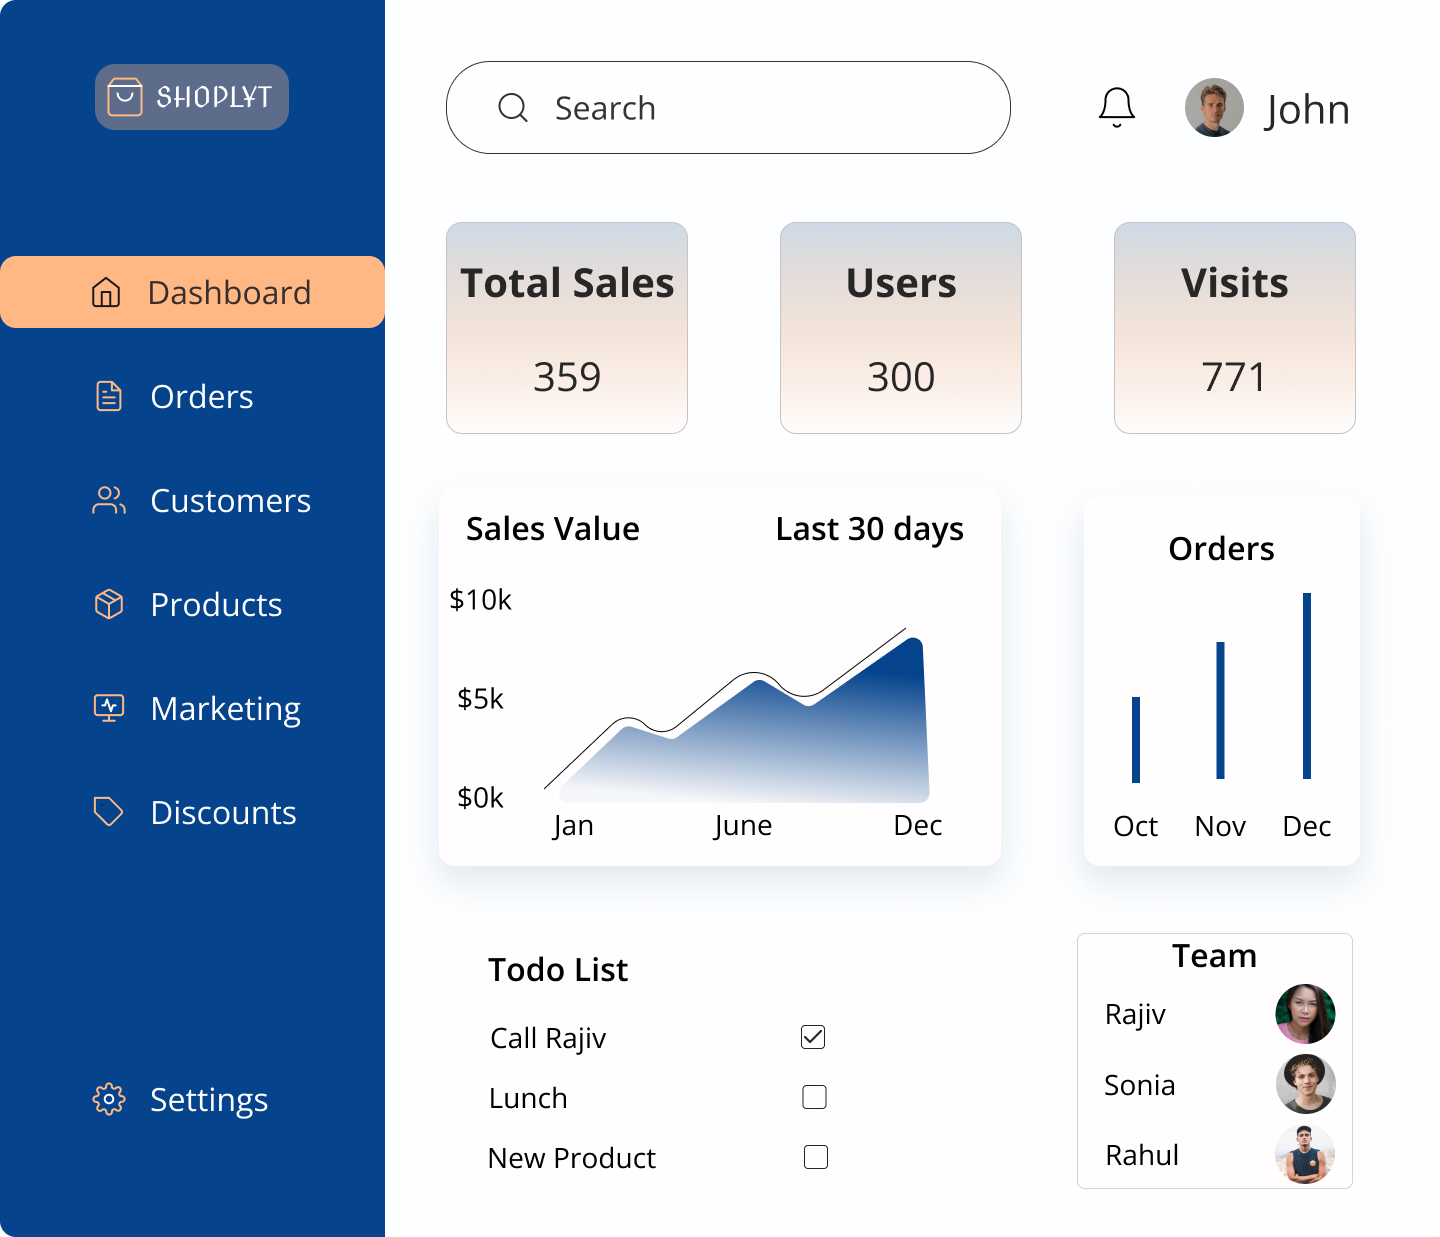 SHOPLYT
Dashboard
Orders
Customers
Products
Marketing
Discounts
Settings
Search
John
Total Sales
359
Users
300
Visits
771
Sales Value
Last 30 days
$10k
$5k
$0k
Jan June Dec
Orders
Oct Nov Dec
Todo List
Call Rajiv
Lunch
New Product
Team
Rajiv
Sonia
Rahul